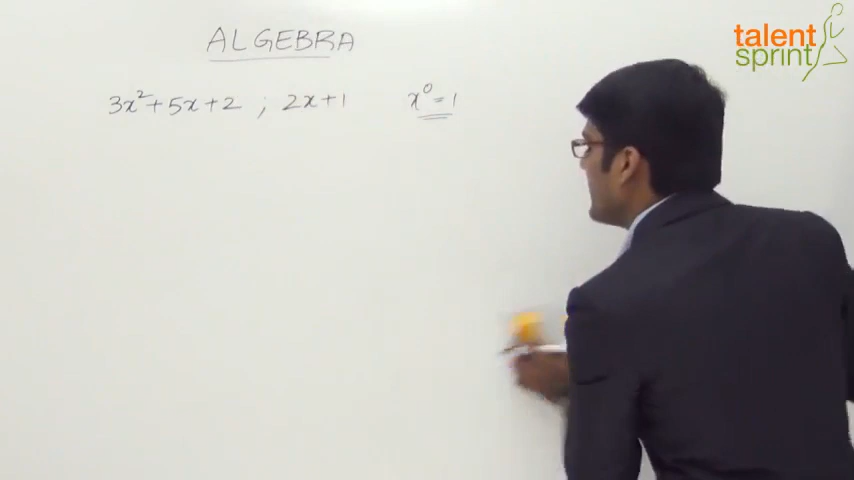 ALGEBRA
3x²+5x+2 ; 2x+1 x⁰=1
talent
sprint